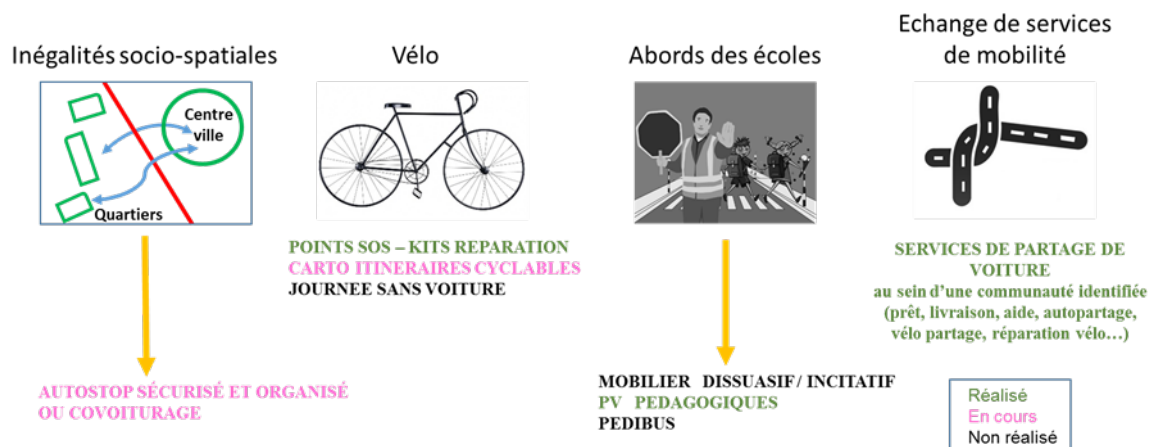 Inégalités socio-spatiales
Centre
ville
Quartiers
AUTOSTOP SÉCURISÉ ET ORGANISÉ
OU COVOITURAGE
Vélo
POINTS SOS – KITS REPARATION
CARTO ITINERAIRES CYCLABLES
JOURNEE SANS VOITURE
Abords des écoles
MOBILIER DISSUASIF / INCITATIF
PV PEDAGOGIQUES
PEDIBUS
Echange de services
de mobilité
SERVICES DE PARTAGE DE
VOITURE
au sein d’une communauté identifiée
(prêt, livraison, aide, autopartage,
vélo partage, réparation vélo…)
Réalisé
En cours
Non réalisé